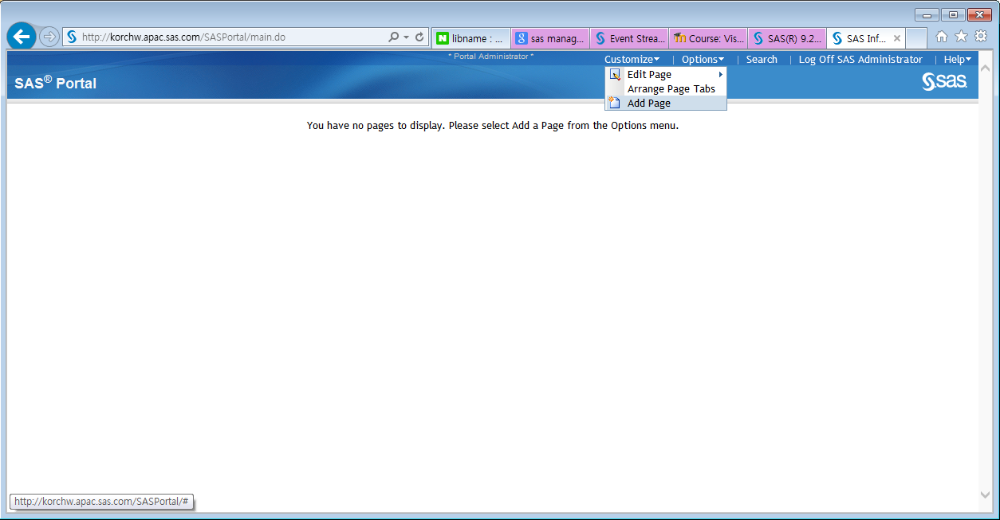 http://korchw.apac.sas.com/SASPortal/main.do
libname : ...
sas manag...
Event Strea...
Course: Vis...
SAS(R) 9.2...
SAS Inf...
* Portal Administrator *
Customize
Options
Search
Log Off SAS Administrator
Help
SAS® Portal
Edit Page
sas
Arrange Page Tabs
Add Page
You have no pages to display. Please select Add a Page from the Options menu.
http://korchw.apac.sas.com/SASPortal/#